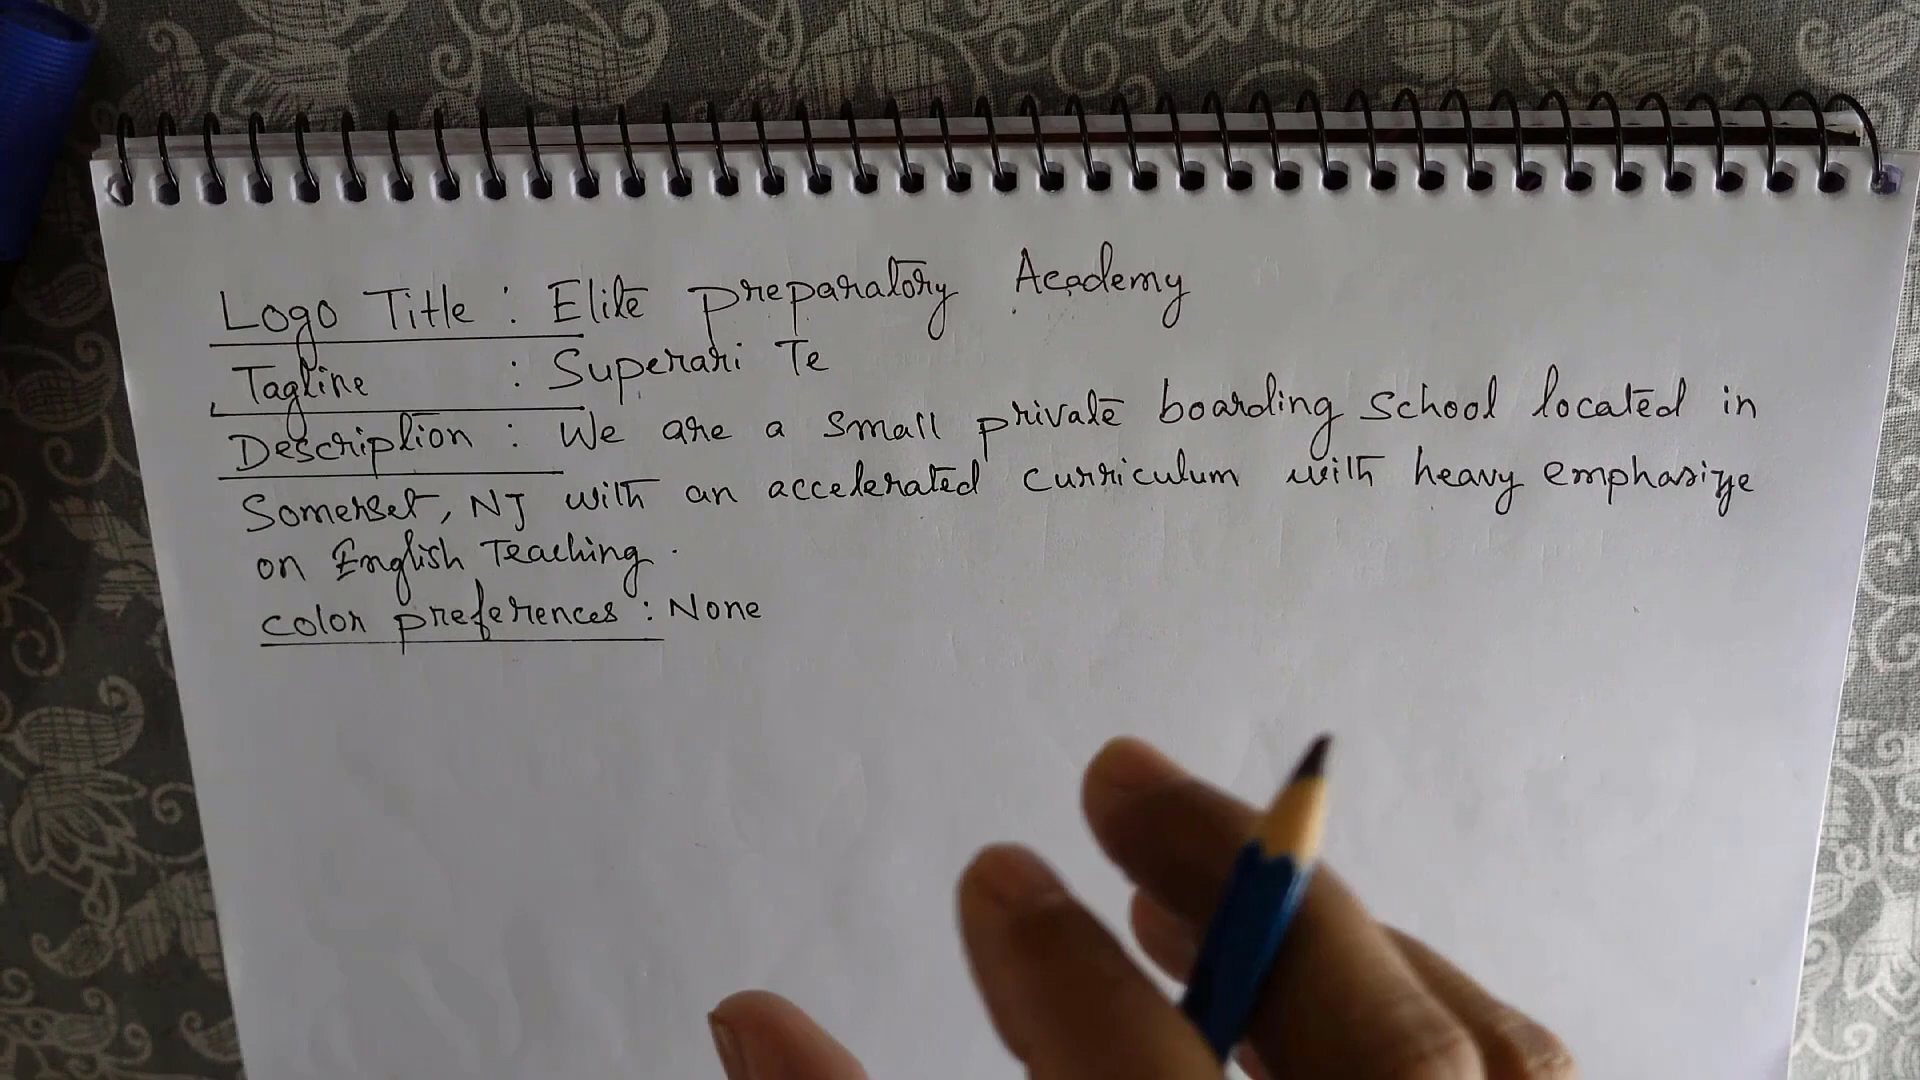 Logo Title : Elite preparatory Academy
Tagline : Superari Te
Description : We are a small private boarding school located in
Somerset, NJ with an accelerated curriculum with heavy emphasize
on English Teaching.
color preferences : None